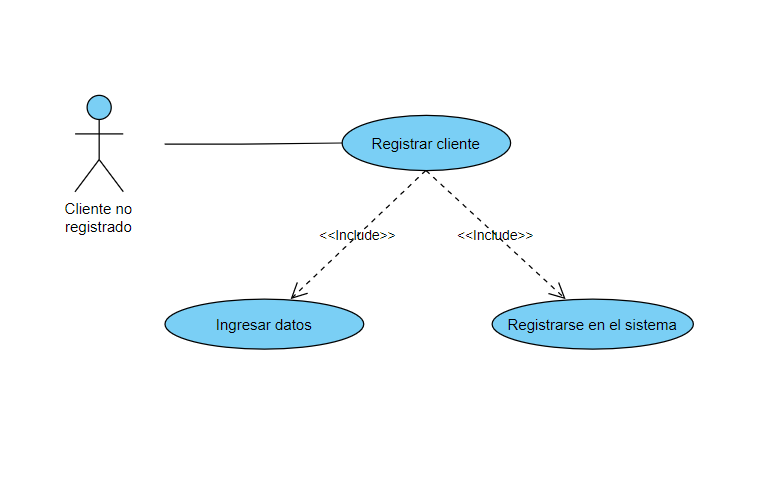 Registrar cliente
Cliente no
registrado
<<Include>>
<<Include>>
Ingresar datos
Registrarse en el sistema